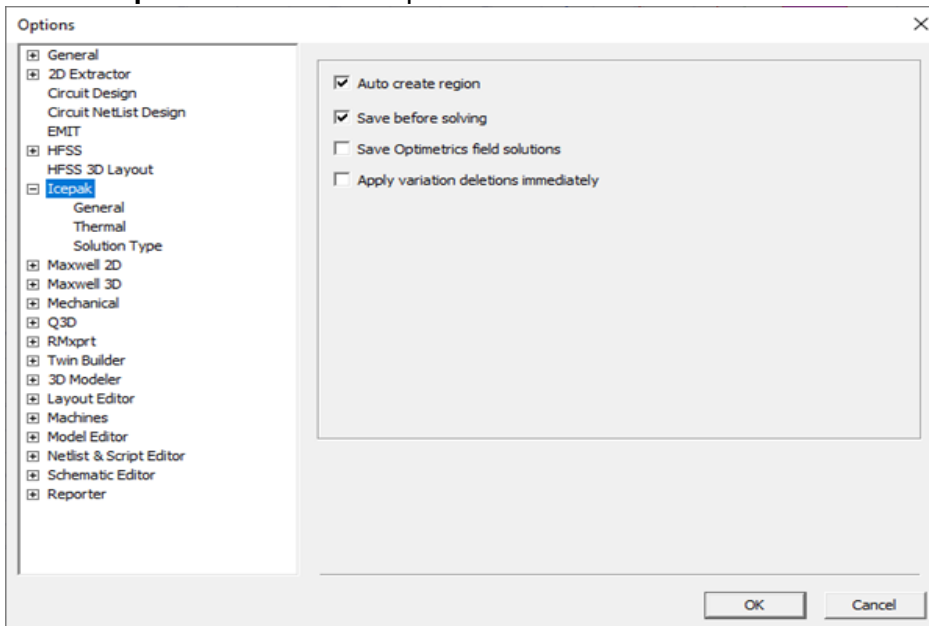 Options
General
2D Extractor
Circuit Design
Circuit NetList Design
EMIT
HFSS
HFSS 3D Layout
Icepak
General
Thermal
Solution Type
Maxwell 2D
Maxwell 3D
Mechanical
Q3D
RMxprt
Twin Builder
3D Modeler
Layout Editor
Machines
Model Editor
Netlist & Script Editor
Schematic Editor
Reporter
Auto create region
Save before solving
Save Optimetrics field solutions
Apply variation deletions immediately
OK
Cancel